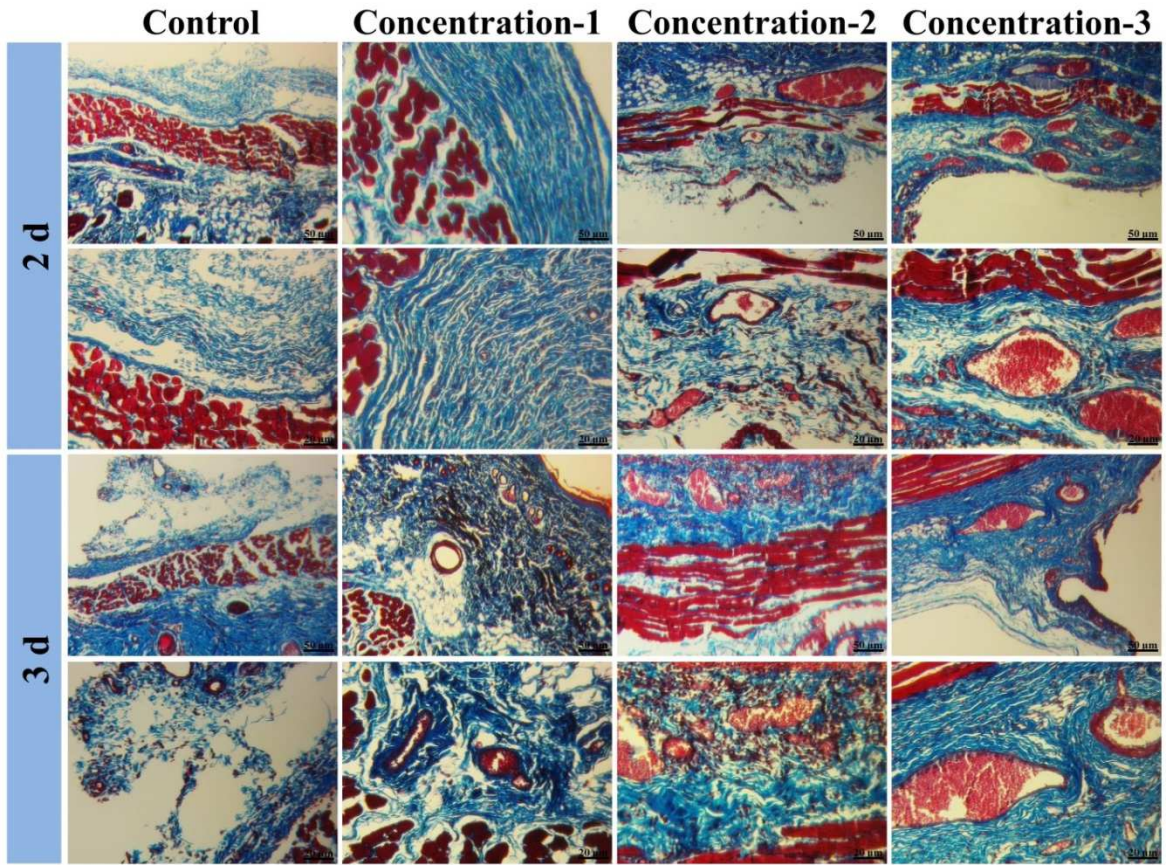 Control Concentration-1 Concentration-2 Concentration-3
2 d
50 µm 50 µm 50 µm 50 µm
20 µm 20 µm 20 µm 20 µm
3 d
50 µm 50 µm 50 µm 50 µm
20 µm 20 µm 20 µm 20 µm